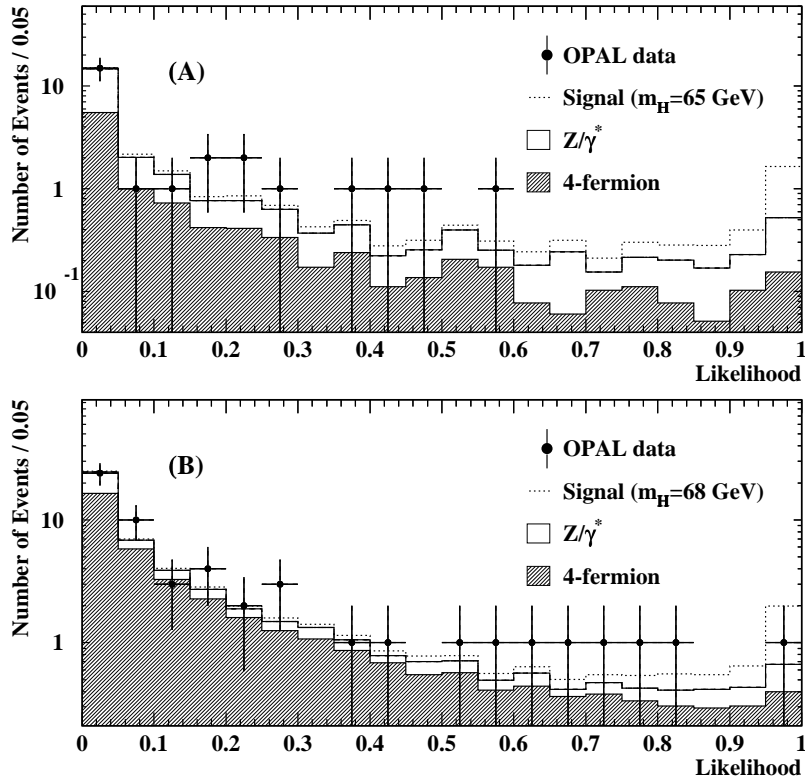 Number of Events / 0.05
10
1
10⁻¹
(A)
OPAL data
Signal (m_H=65 GeV)
Z/γ*
4-fermion
0 0.1 0.2 0.3 0.4 0.5 0.6 0.7 0.8 0.9 1
Likelihood
Number of Events / 0.05
10
1
(B)
OPAL data
Signal (m_H=68 GeV)
Z/γ*
4-fermion
0 0.1 0.2 0.3 0.4 0.5 0.6 0.7 0.8 0.9 1
Likelihood